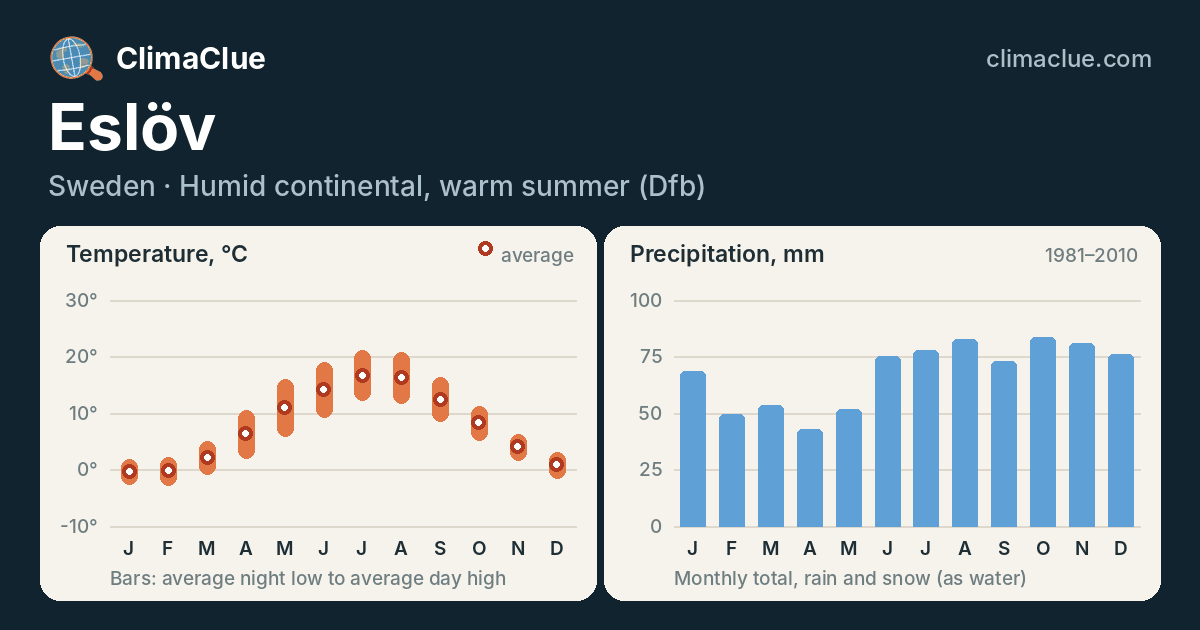 ClimaClue
climaclue.com
Eslöv
Sweden · Humid continental, warm summer (Dfb)
Temperature, °C
average
30°
20°
10°
0°
-10°
J F M A M J J A S O N D
Bars: average night low to average day high
Precipitation, mm
1981–2010
100
75
50
25
0
J F M A M J J A S O N D
Monthly total, rain and snow (as water)